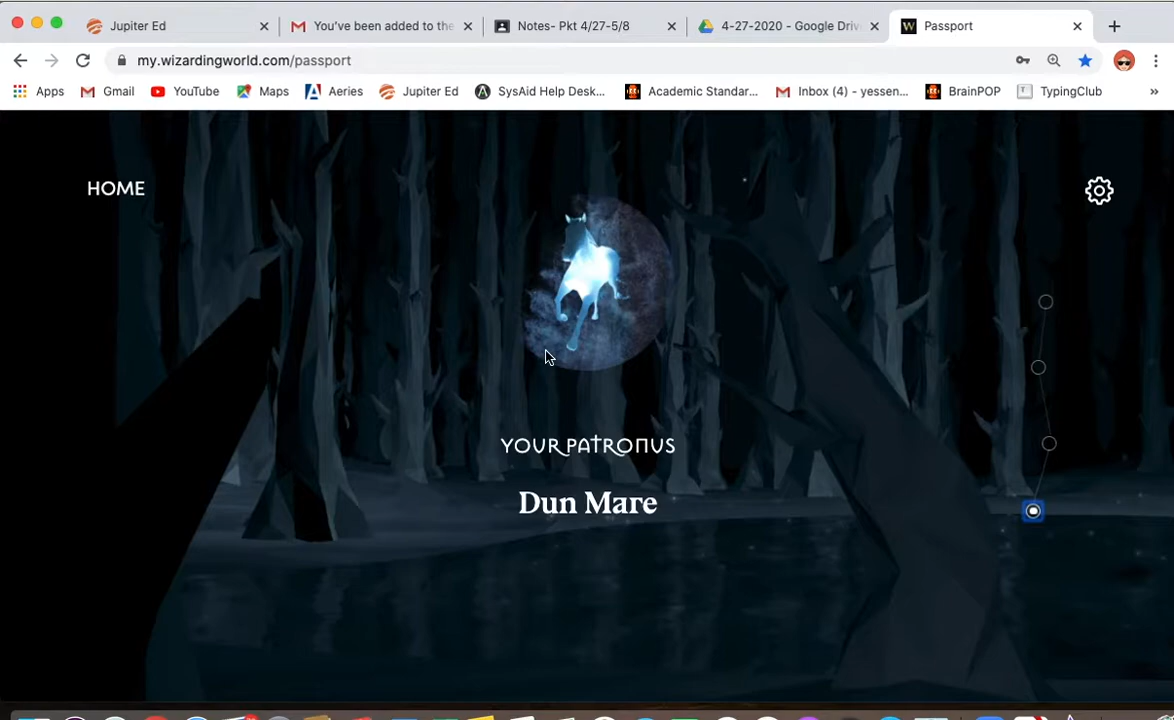 Jupiter Ed
You've been added to the
Notes- Pkt 4/27-5/8
4-27-2020 - Google Driv
W Passport
my.wizardingworld.com/passport
Apps Gmail YouTube Maps Aeries Jupiter Ed SysAid Help Desk... Academic Standar... Inbox (4) – yessen... BrainPOP TypingClub »
HOME
YOUR PATRONUS
Dun Mare